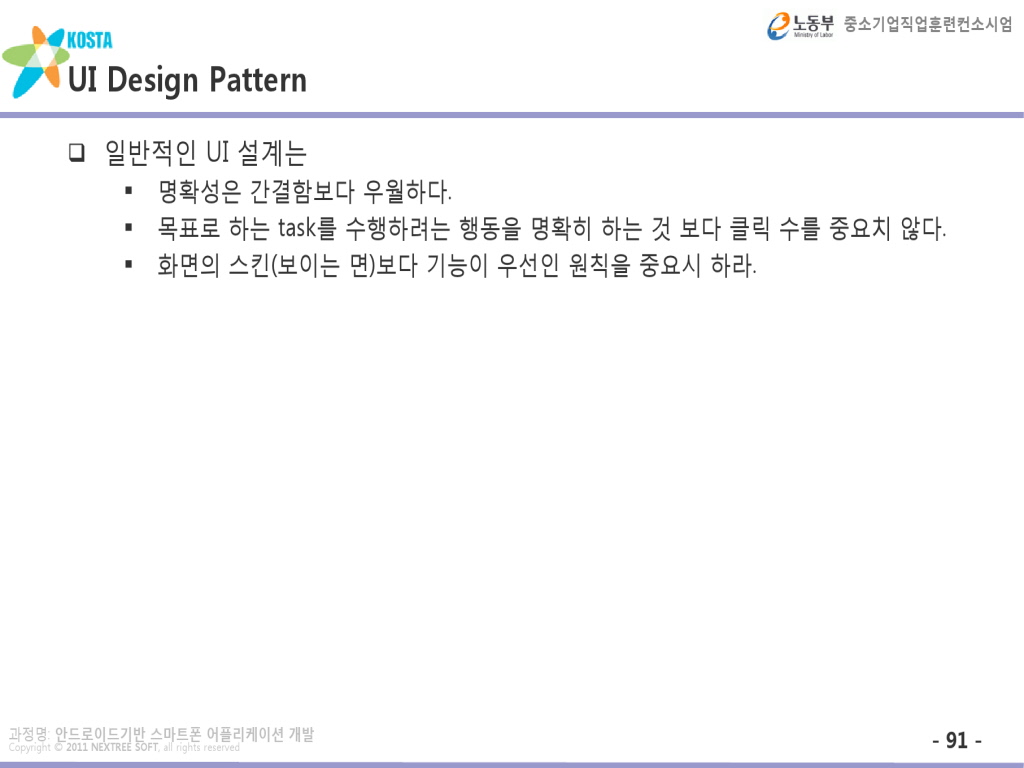 노동부 중소기업직업훈련컨소시엄
Ministry of Labor
KOSTA
UI Design Pattern
일반적인 UI 설계는
명확성은 간결함보다 우월하다.
목표로 하는 task를 수행하려는 행동을 명확히 하는 것 보다 클릭 수를 중요치 않다.
화면의 스킨(보이는 면)보다 기능이 우선인 원칙을 중요시 하라.
과정명: 안드로이드기반 스마트폰 어플리케이션 개발
Copyright © 2011 NEXTREE SOFT, all rights reserved
- 91 -